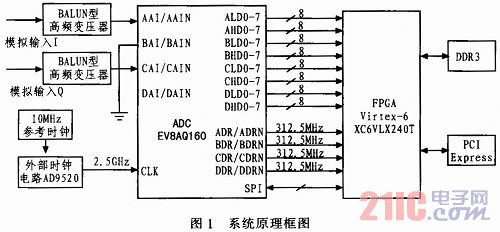 BALUN型
高频变压器
模拟输入I
BALUN型
高频变压器
模拟输入Q
10MHz
参考时钟
外部时钟
电路AD9520
2.5GHz
AAI/AAIN
BAI/BAIN
CAI/CAIN
DAI/DAIN
ADC
EV8AQ160
CLK
ALD0-7
AHD0-7
BLD0-7
BHD0-7
CLD0-7
CHD0-7
DLD0-7
DHD0-7
ADR/ADRN
BDR/BDRN
CDR/CDRN
DDR/DDRN
SPI
8
8
8
8
8
8
8
8
312.5MHz
312.5MHz
312.5MHz
312.5MHz
FPGA
Virtex-6
XC6VLX240T
DDR3
PCI
Express
21IC电子网
.com
图1 系统原理框图